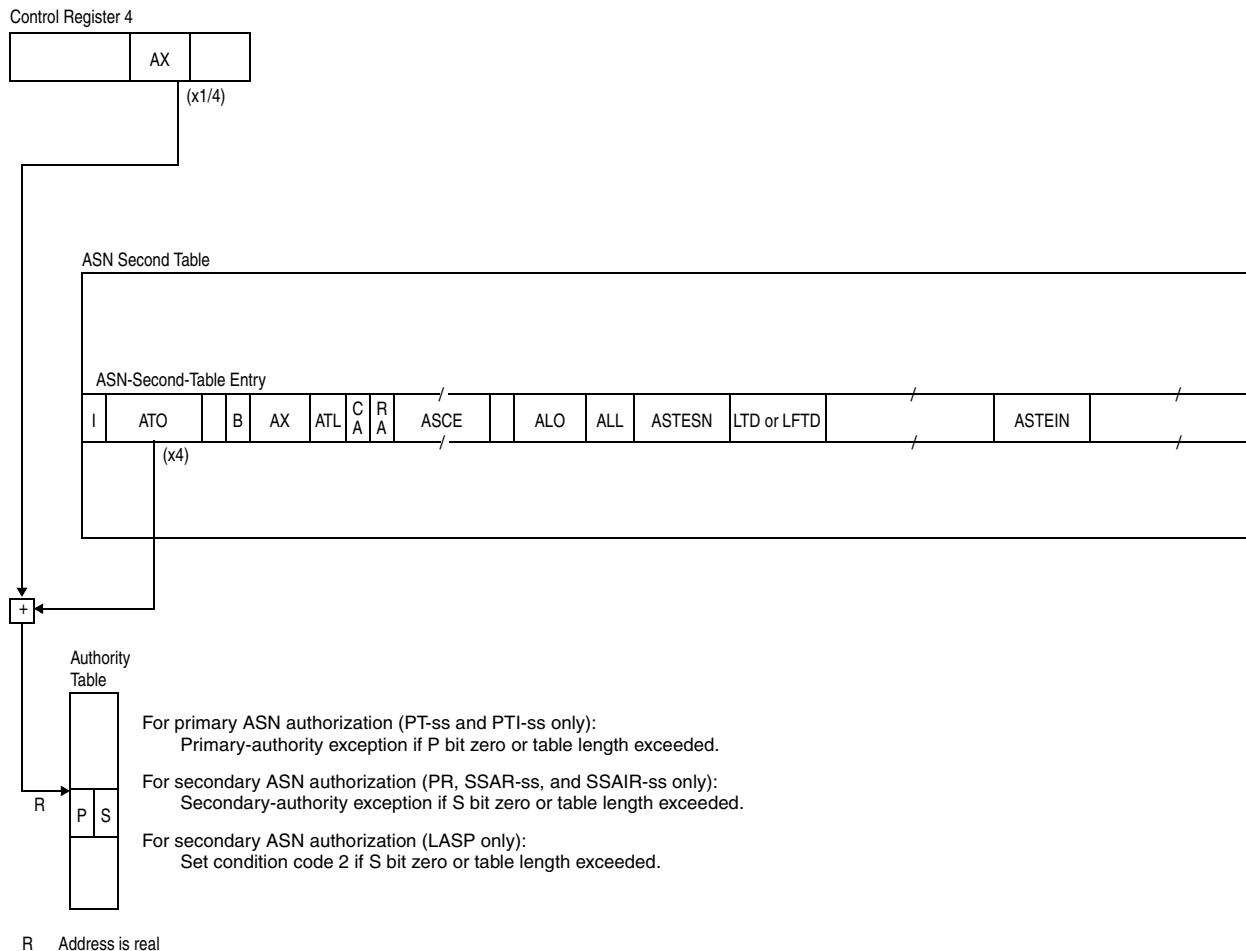 Control Register 4
AX
(x1/4)
ASN Second Table
ASN-Second-Table Entry
I ATO B AX ATL CA RA ASCE ALO ALL ASTESN LTD or LFTD ASTEIN
(x4)
+
Authority
Table
For primary ASN authorization (PT-ss and PTI-ss only):
Primary-authority exception if P bit zero or table length exceeded.
For secondary ASN authorization (PR, SSAR-ss, and SSAIR-ss only):
Secondary-authority exception if S bit zero or table length exceeded.
R
P S
For secondary ASN authorization (LASP only):
Set condition code 2 if S bit zero or table length exceeded.
R Address is real